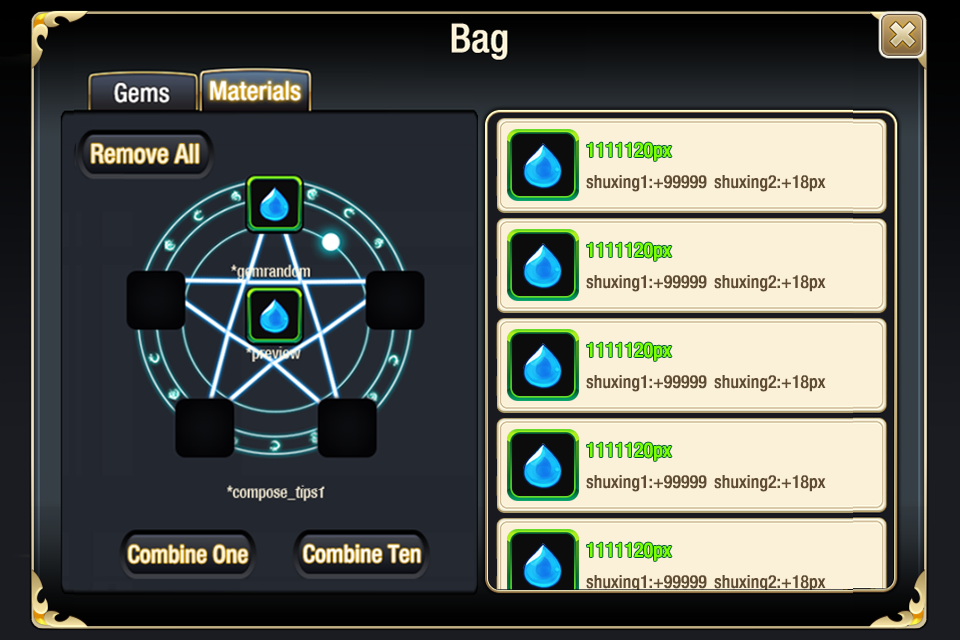 Bag
Gems
Materials
Remove All
*gemrandom
*preview
*compose_tips1
Combine One
Combine Ten
1111120px
shuxing1:+99999 shuxing2:+18px
1111120px
shuxing1:+99999 shuxing2:+18px
1111120px
shuxing1:+99999 shuxing2:+18px
1111120px
shuxing1:+99999 shuxing2:+18px
1111120px
shuxing1:+99999 shuxing2:+18px